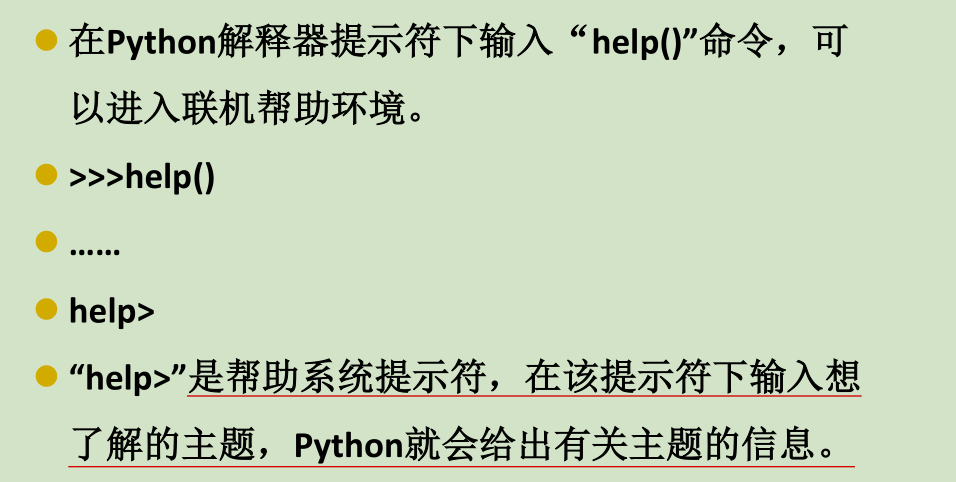 在Python解释器提示符下输入“help()”命令，可
以进入联机帮助环境。
>>>help()
……
help>
“help>”是帮助系统提示符，在该提示符下输入想
了解的主题，Python就会给出有关主题的信息。